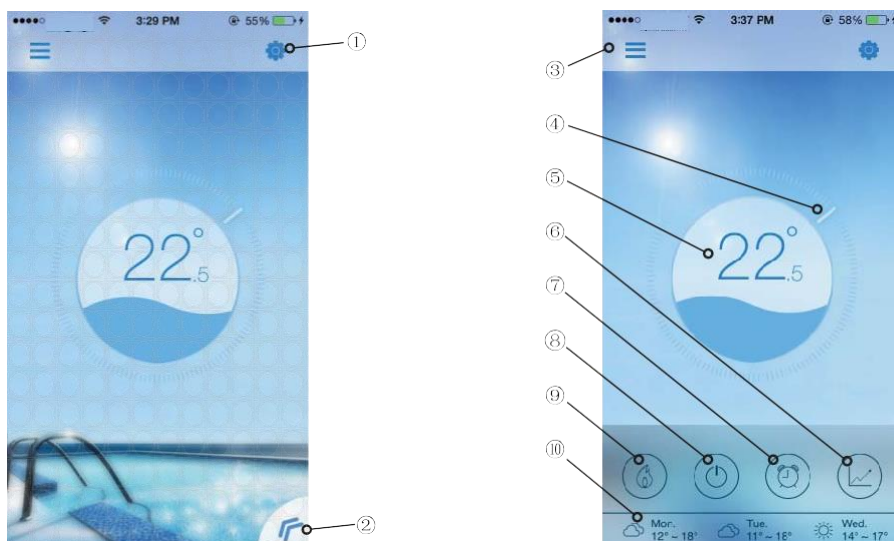 3:29 PM
55%
①
22°.5
②
3:37 PM
58%
③
④
⑤
22°.5
⑥
⑦
⑧
⑨
⑩
Mon.
12° ~ 18°
Tue.
11° ~ 18°
Wed.
14° ~ 17°